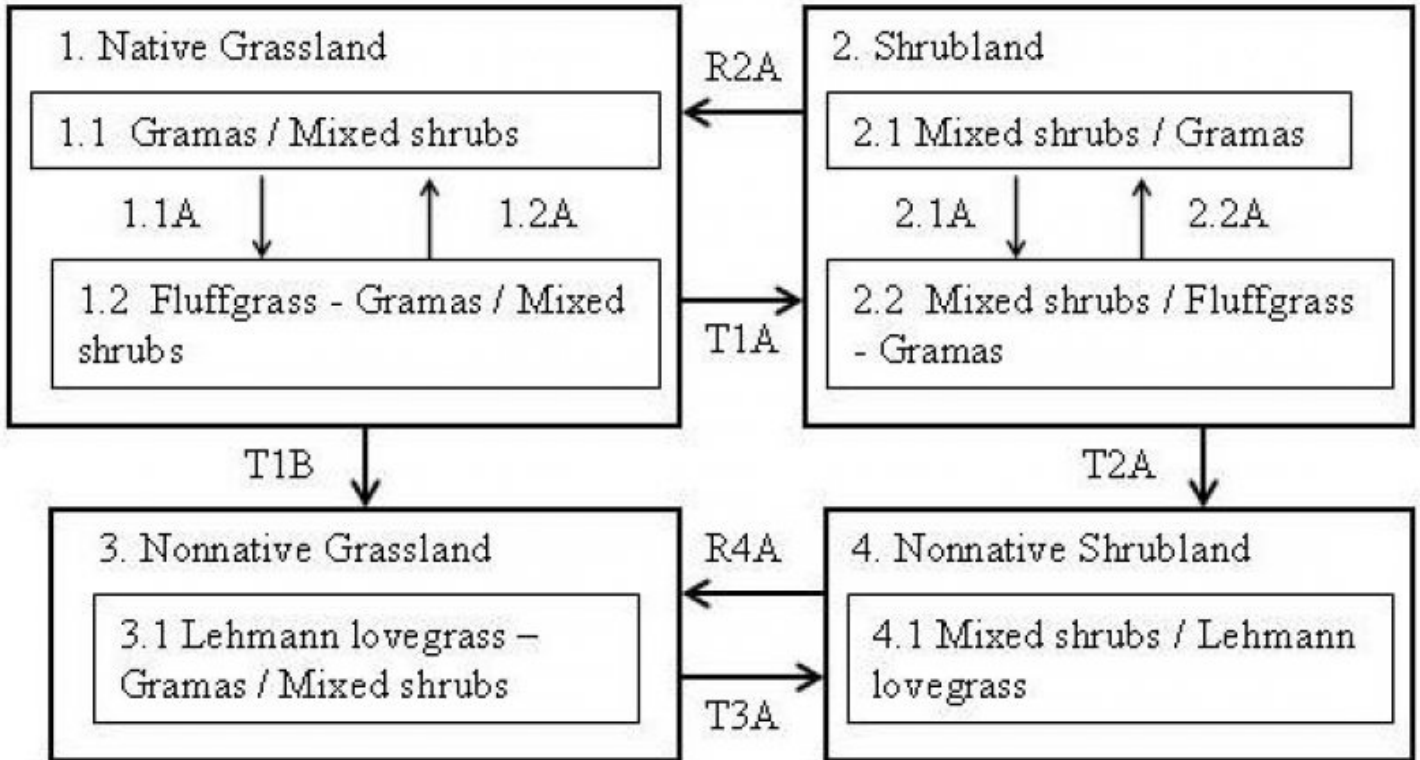 1. Native Grassland
1.1 Gramas / Mixed shrubs
1.1A
1.2A
1.2 Fluffgrass - Gramas / Mixed
shrubs
R2A
T1A
2. Shrubland
2.1 Mixed shrubs / Gramas
2.1A
2.2A
2.2 Mixed shrubs / Fluffgrass
- Gramas
T1B
T2A
3. Nonnative Grassland
3.1 Lehmann lovegrass –
Gramas / Mixed shrubs
R4A
T3A
4. Nonnative Shrubland
4.1 Mixed shrubs / Lehmann
lovegrass